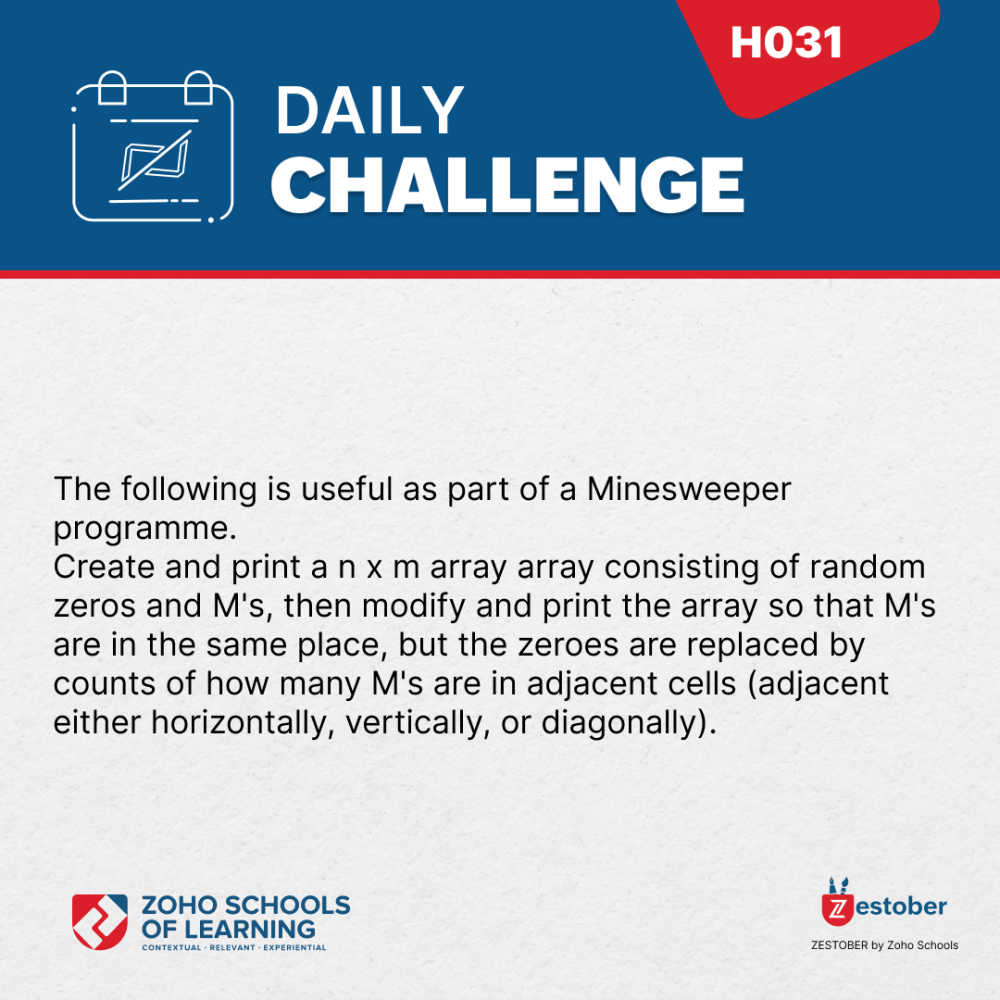 H031
DAILY
CHALLENGE
The following is useful as part of a Minesweeper
programme.
Create and print a n x m array array consisting of random
zeros and M's, then modify and print the array so that M's
are in the same place, but the zeroes are replaced by
counts of how many M's are in adjacent cells (adjacent
either horizontally, vertically, or diagonally).
ZOHO SCHOOLS
OF LEARNING
CONTEXTUAL · RELEVANT · EXPERIENTIAL
Zestober
ZESTOBER by Zoho Schools